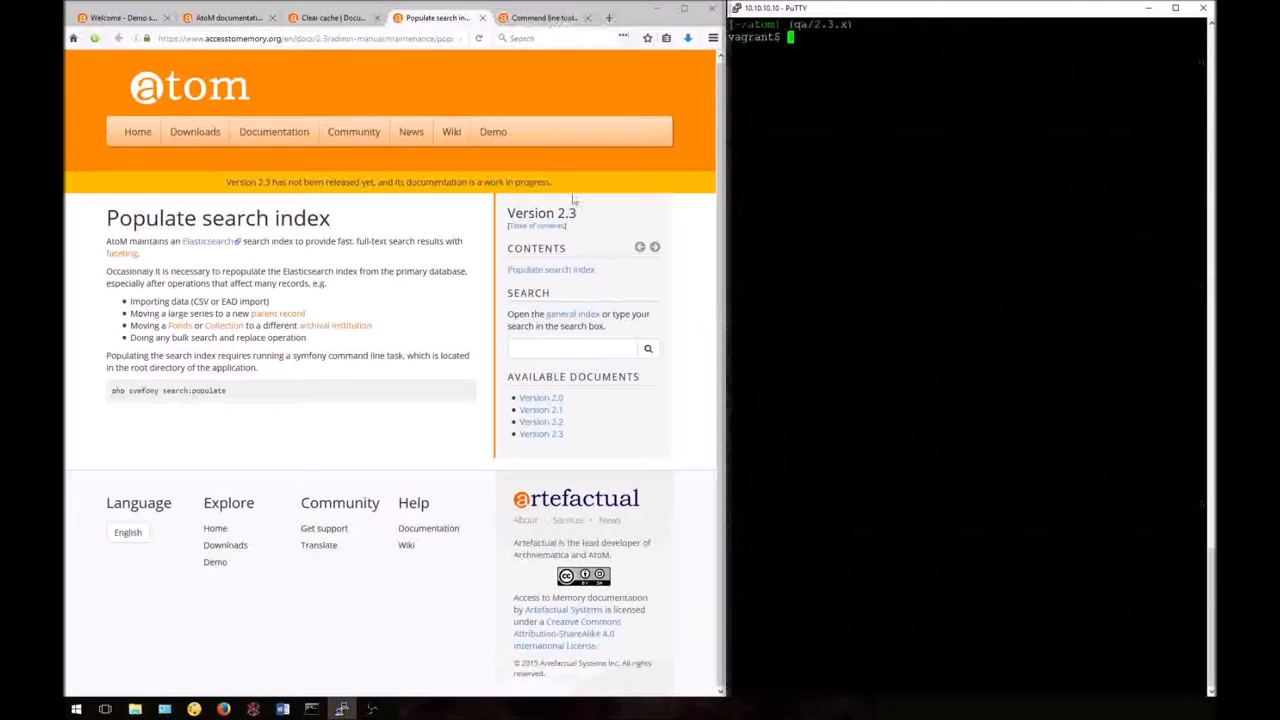 Welcome - Demo s...
AtoM documentati...
Clear cache | Docu...
Populate search in...
Command line tool...
https://www.accesstomemory.org/en/docs/2.3/admin-manual/maintenance/popu
Search
atom
Home Downloads Documentation Community News Wiki Demo
Version 2.3 has not been released yet, and its documentation is a work in progress.
Populate search index
AtoM maintains an Elasticsearch search index to provide fast, full-text search results with
faceting.
Occasionaly it is necessary to repopulate the Elasticsearch index from the primary database,
especially after operations that affect many records, e.g.
Importing data (CSV or EAD import)
Moving a large series to a new parent record
Moving a Fonds or Collection to a different archival institution
Doing any bulk search and replace operation
Populating the search index requires running a symfony command line task, which is located
in the root directory of the application.
php symfony search:populate
Version 2.3
[Table of contents]
CONTENTS
Populate search index
SEARCH
Open the general index or type your
search in the search box.
AVAILABLE DOCUMENTS
Version 2.0
Version 2.1
Version 2.2
Version 2.3
Language
English
Explore
Home
Downloads
Demo
Community
Get support
Translate
Help
Documentation
Wiki
artefactual
About · Services · News
Artefactual is the lead developer of
Archivematica and AtoM.
Access to Memory documentation
by Artefactual Systems is licensed
under a Creative Commons
Attribution-ShareAlike 4.0
International License.
© 2015 Artefactual Systems Inc. All rights
reserved.
10.10.10.10 - PuTTY
[~/atom] (qa/2.3.x)
vagrant$